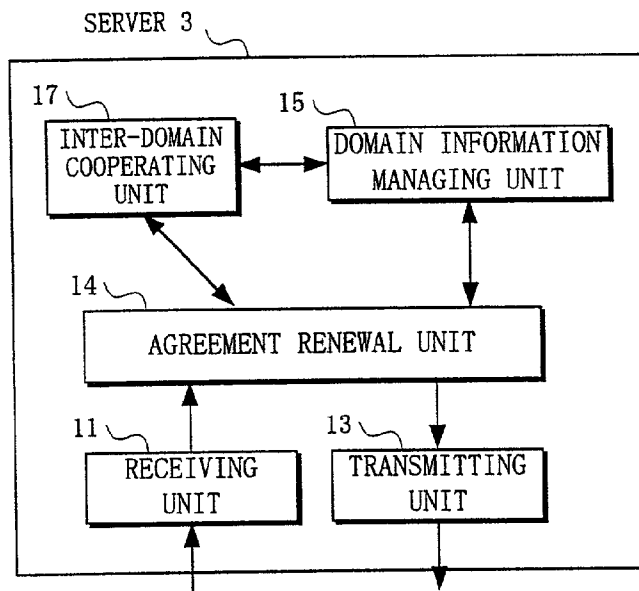 SERVER 3
17
INTER-DOMAIN
COOPERATING
UNIT
15
DOMAIN INFORMATION
MANAGING UNIT
14
AGREEMENT RENEWAL UNIT
11
RECEIVING
UNIT
13
TRANSMITTING
UNIT